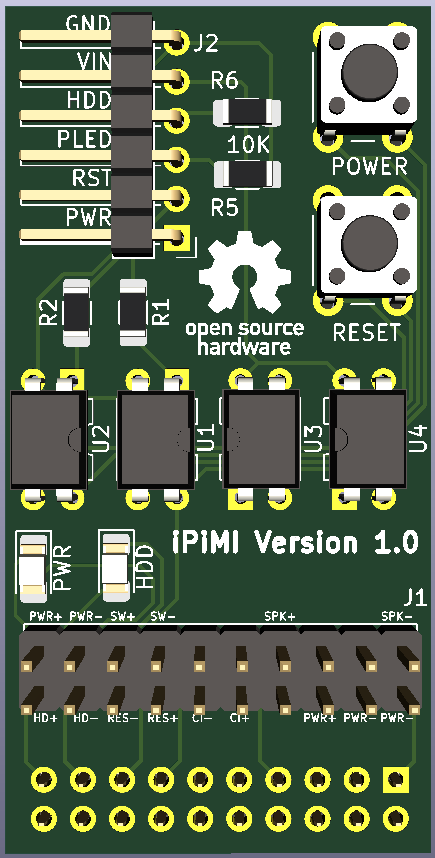 GND
J2
VIN
HDD
PLED
RST
PWR
R6
10K
R5
POWER
RESET
R2
R1
open source
hardware
U2
U1
U3
U4
iPiMI Version 1.0
PWR
HDD
J1
PWR+ PWR- SW+ SW- SPK+ SPK-
HD+ HD- RES- RES+ CI- CI+ PWR+ PWR- PWR-